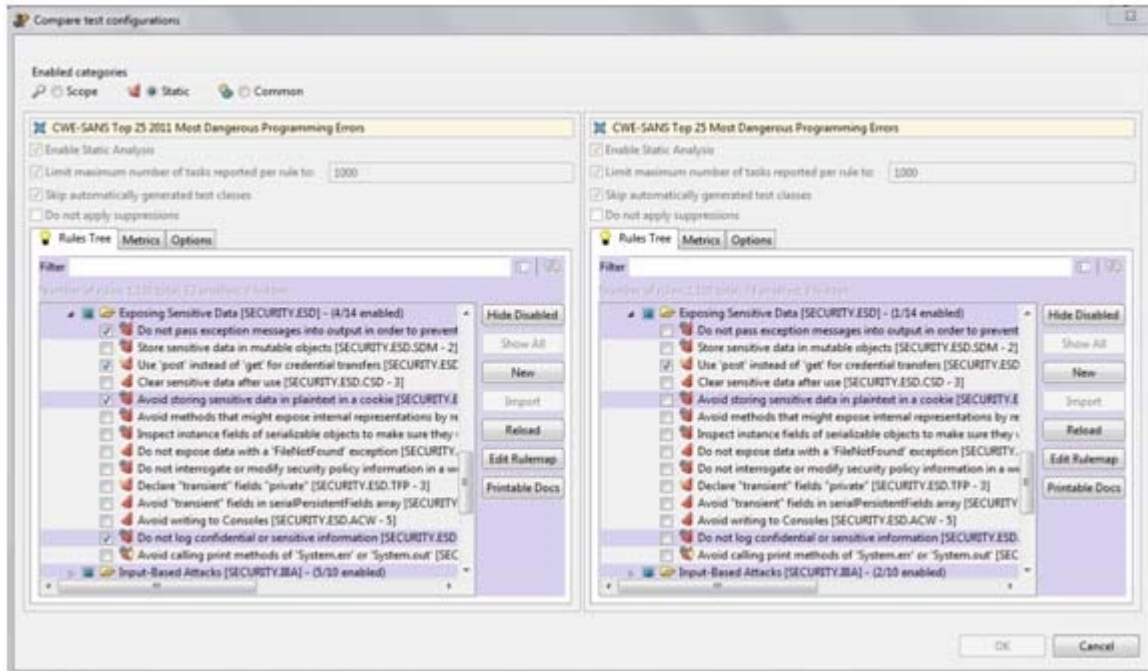 Compare test configurations
Enabled categories
Scope Static Common
CWE-SANS Top 25 2011 Most Dangerous Programming Errors
Enable Static Analysis
Limit maximum number of tasks reported per rule to: 1000
Skip automatically generated test classes
Do not apply suppressions
Rules Tree Metrics Options
Filter
Exposing Sensitive Data [SECURITY.ESD] - (4/14 enabled)
Do not pass exception messages into output in order to prevent
Store sensitive data in mutable objects [SECURITY.ESD.SDM - 2]
Use 'post' instead of 'get' for credential transfers [SECURITY.ESD
Clear sensitive data after use [SECURITY.ESD.CSD - 3]
Avoid storing sensitive data in plaintext in a cookie [SECURITY.E
Avoid methods that might expose internal representations by re
Inspect instance fields of serializable objects to make sure they
Do not expose data with a 'FileNotFound' exception [SECURITY.
Do not interrogate or modify security policy information in a we
Declare "transient" fields "private" [SECURITY.ESD.TFP - 3]
Avoid "transient" fields in serialPersistentFields array [SECURITY
Avoid writing to Consoles [SECURITY.ESD.ACW - 5]
Do not log confidential or sensitive information [SECURITY.ESD
Avoid calling print methods of 'System.err' or 'System.out' [SEC
Input-Based Attacks [SECURITY.IBA] - (5/10 enabled)
Hide Disabled
Show All
New
Import
Reload
Edit Rulemap
Printable Docs
CWE-SANS Top 25 Most Dangerous Programming Errors
Enable Static Analysis
Limit maximum number of tasks reported per rule to: 1000
Skip automatically generated test classes
Do not apply suppressions
Rules Tree Metrics Options
Filter
Exposing Sensitive Data [SECURITY.ESD] - (1/14 enabled)
Do not pass exception messages into output in order to prevent
Store sensitive data in mutable objects [SECURITY.ESD.SDM - 2]
Use 'post' instead of 'get' for credential transfers [SECURITY.ESD
Clear sensitive data after use [SECURITY.ESD.CSD - 3]
Avoid storing sensitive data in plaintext in a cookie [SECURITY.E
Avoid methods that might expose internal representations by re
Inspect instance fields of serializable objects to make sure they
Do not expose data with a 'FileNotFound' exception [SECURITY.
Do not interrogate or modify security policy information in a we
Declare "transient" fields "private" [SECURITY.ESD.TFP - 3]
Avoid "transient" fields in serialPersistentFields array [SECURITY
Avoid writing to Consoles [SECURITY.ESD.ACW - 5]
Do not log confidential or sensitive information [SECURITY.ESD
Avoid calling print methods of 'System.err' or 'System.out' [SEC
Input-Based Attacks [SECURITY.IBA] - (2/10 enabled)
Hide Disabled
Show All
New
Import
Reload
Edit Rulemap
Printable Docs
OK Cancel